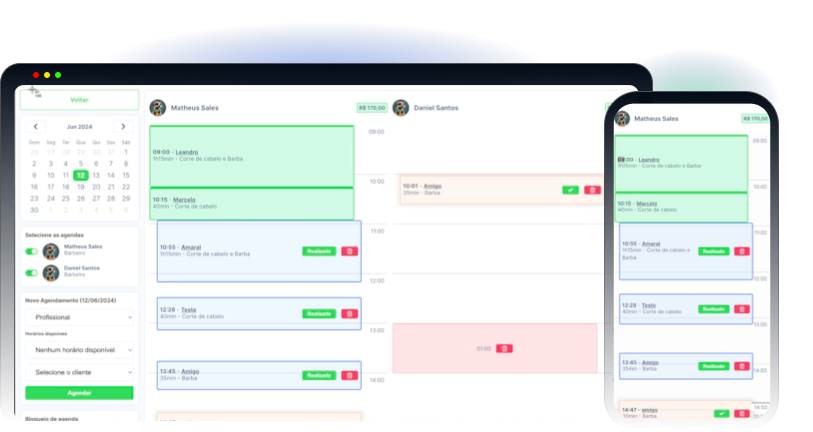 Voltar
Jun 2024
Dom Seg Ter Qua Qui Sex Sáb
26 27 28 29 30 31 1
2 3 4 5 6 7 8
9 10 11 12 13 14 15
16 17 18 19 20 21 22
23 24 25 26 27 28 29
30 1 2 3 4 5 6
Selecione as agendas
Matheus Sales
Barbeiro
Daniel Santos
Barbeiro
Novo Agendamento (12/06/2024)
Profissional
Horários disponíveis
Nenhum horário disponível
Selecione o cliente
Agendar
Bloqueio de agenda
Matheus Sales
R$ 170,00
09:00 - Leandro
1h15min - Corte de cabelo e Barba
10:15 - Marcelo
40min - Corte de cabelo
10:55 - Amaral
1h15min - Corte de cabelo e Barba
Realizado
12:28 - Teste
40min - Corte de cabelo
Realizado
13:45 - Amigo
35min - Barba
Realizado
09:00
10:00
11:00
12:00
13:00
14:00
Daniel Santos
10:01 - Amigo
35min - Barba
01:00
Matheus Sales
R$ 170,00
:00 - Leandro
1h15min - Corte de cabelo e Barba
10:15 - Marcelo
40min - Corte de cabelo
10:55 - Amaral
1h15min - Corte de cabelo e
Barba
Realizado
12:28 - Teste
40min - Corte de cabelo
Realizado
13:45 - Amigo
35min - Barba
Realizado
14:47 - amigo
15min - Barba
09:00
10:00
11:00
12:00
13:00
14:00
14:50